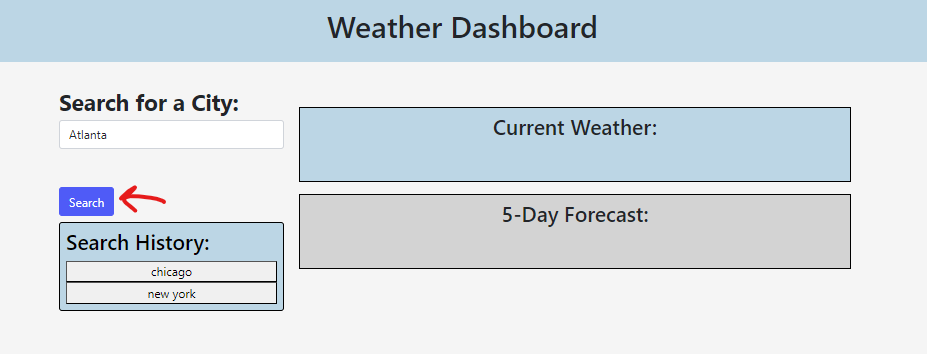 Weather Dashboard
Search for a City:
Atlanta
Search
Search History:
chicago
new york
Current Weather:
5-Day Forecast: